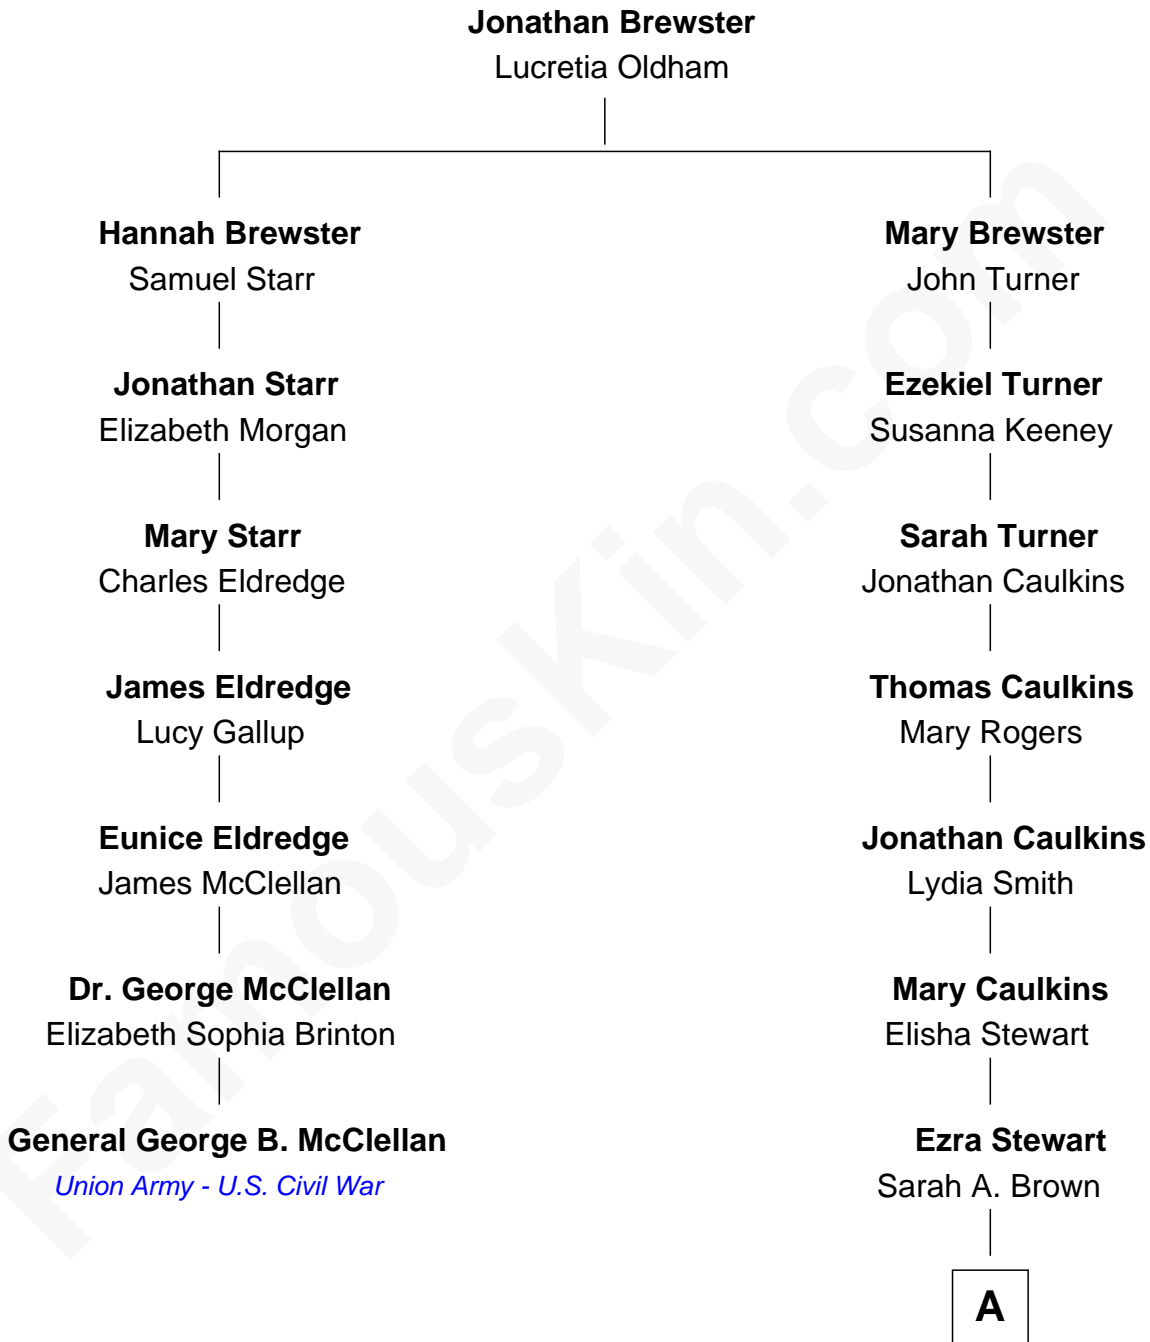 Jonathan Brewster
Lucretia Oldham
Hannah Brewster
Samuel Starr
Mary Brewster
John Turner
Jonathan Starr
Elizabeth Morgan
Ezekiel Turner
Susanna Keeney
Mary Starr
Charles Eldredge
Sarah Turner
Jonathan Caulkins
James Eldredge
Lucy Gallup
Thomas Caulkins
Mary Rogers
Eunice Eldredge
James McClellan
Jonathan Caulkins
Lydia Smith
Dr. George McClellan
Elizabeth Sophia Brinton
Mary Caulkins
Elisha Stewart
General George B. McClellan
Union Army - U.S. Civil War
Ezra Stewart
Sarah A. Brown
A
FamousKin.com